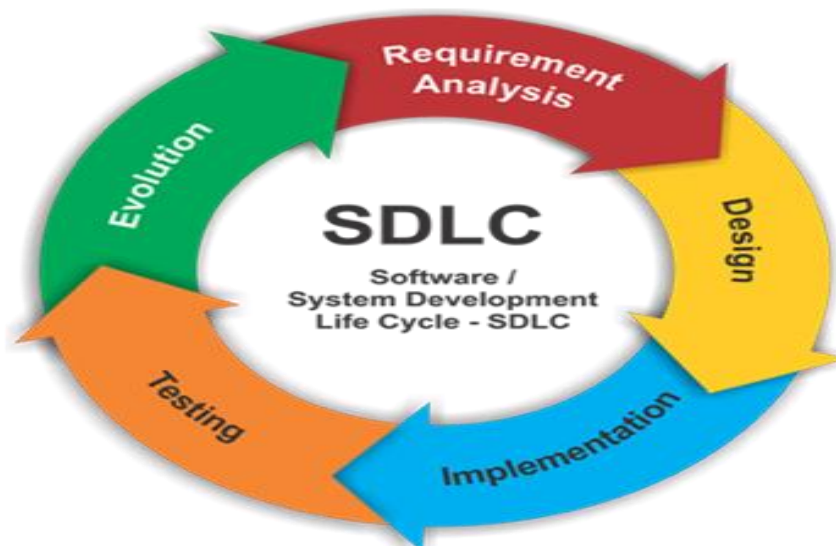 Requirement
Analysis
Design
Implementation
Testing
Evolution
SDLC
Software /
System Development
Life Cycle - SDLC